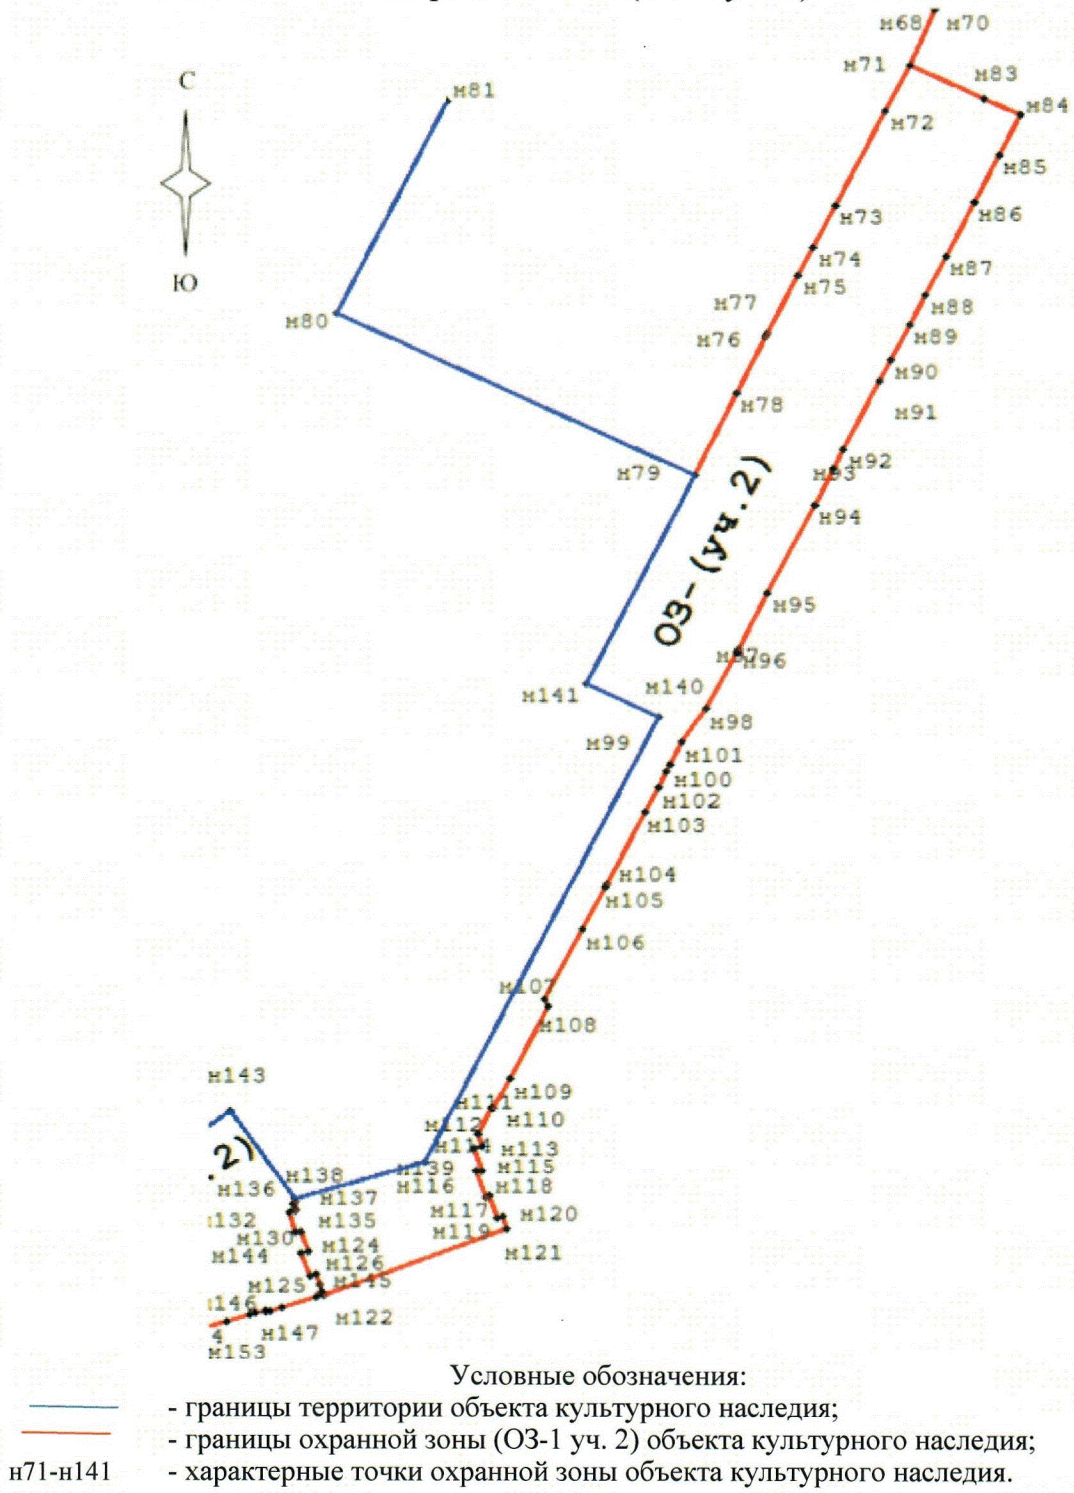 н68 н70
н71
н83
н84
н72
н85
С
н81
н86
н73
н74
н87
н75
Ю
н80
н77
н76
н88
н89
н90
н78
н91
н79
н92
н93
н94
ОЗ-(уч.2)
н95
н97
н96
н141
н140
н98
н99
н101
н100
н102
н103
н104
н105
н106
н107
н108
н143
н109
н111
н110
н112
н114 н113
.2)
н139 н115
н138
н136
н137 н116 н118
н117
н132 н135 н120
н130 н119
н144 н124 н121
н126
н125 н145
146
н147 н122
4
н153
Условные обозначения:
- границы территории объекта культурного наследия;
- границы охранной зоны (ОЗ-1 уч. 2) объекта культурного наследия;
н71-н141 - характерные точки охранной зоны объекта культурного наследия.